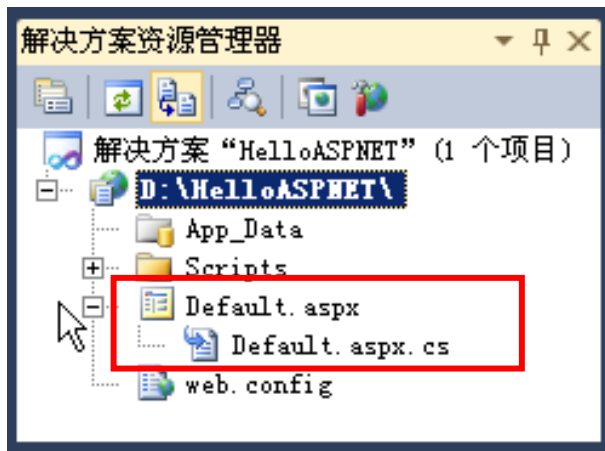 解决方案资源管理器
解决方案 “HelloASPNET” (1 个项目)
D:\HelloASPNET\
App_Data
Scripts
Default.aspx
Default.aspx.cs
web.config